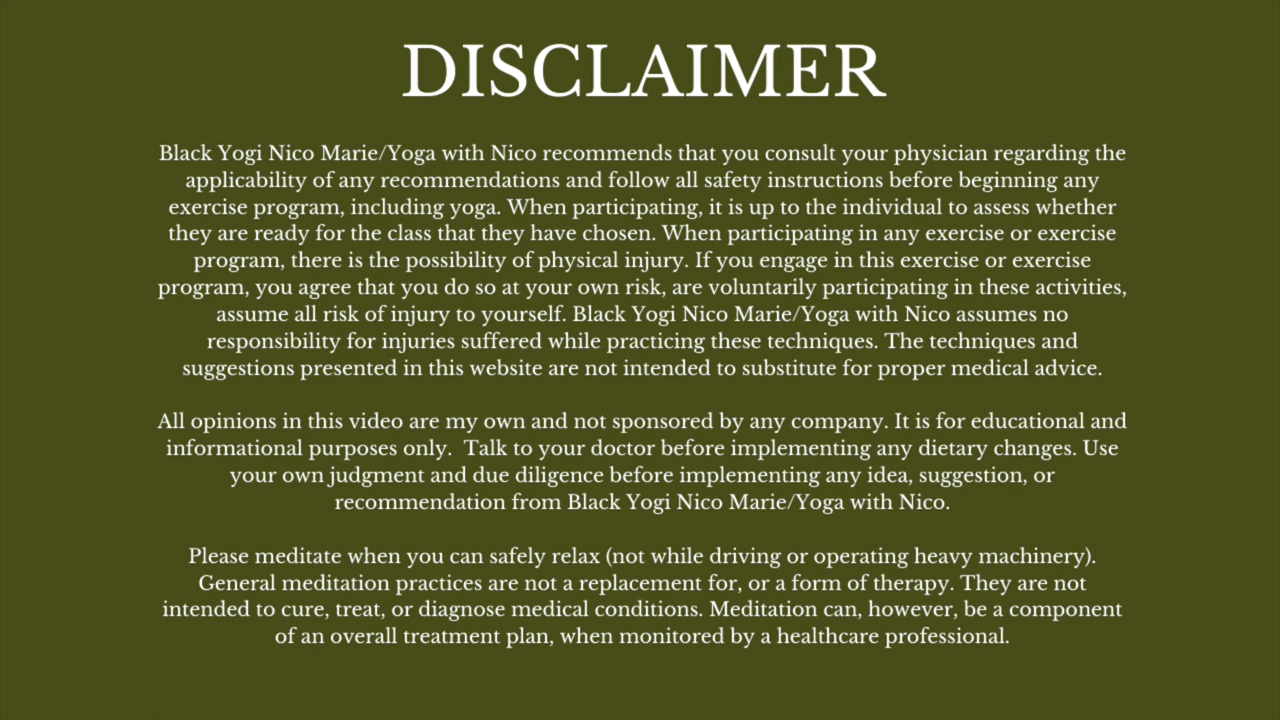 DISCLAIMER
Black Yogi Nico Marie/Yoga with Nico recommends that you consult your physician regarding the
applicability of any recommendations and follow all safety instructions before beginning any
exercise program, including yoga. When participating, it is up to the individual to assess whether
they are ready for the class that they have chosen. When participating in any exercise or exercise
program, there is the possibility of physical injury. If you engage in this exercise or exercise
program, you agree that you do so at your own risk, are voluntarily participating in these activities,
assume all risk of injury to yourself. Black Yogi Nico Marie/Yoga with Nico assumes no
responsibility for injuries suffered while practicing these techniques. The techniques and
suggestions presented in this website are not intended to substitute for proper medical advice.
All opinions in this video are my own and not sponsored by any company. It is for educational and
informational purposes only.  Talk to your doctor before implementing any dietary changes. Use
your own judgment and due diligence before implementing any idea, suggestion, or
recommendation from Black Yogi Nico Marie/Yoga with Nico.
Please meditate when you can safely relax (not while driving or operating heavy machinery).
General meditation practices are not a replacement for, or a form of therapy. They are not
intended to cure, treat, or diagnose medical conditions. Meditation can, however, be a component
of an overall treatment plan, when monitored by a healthcare professional.